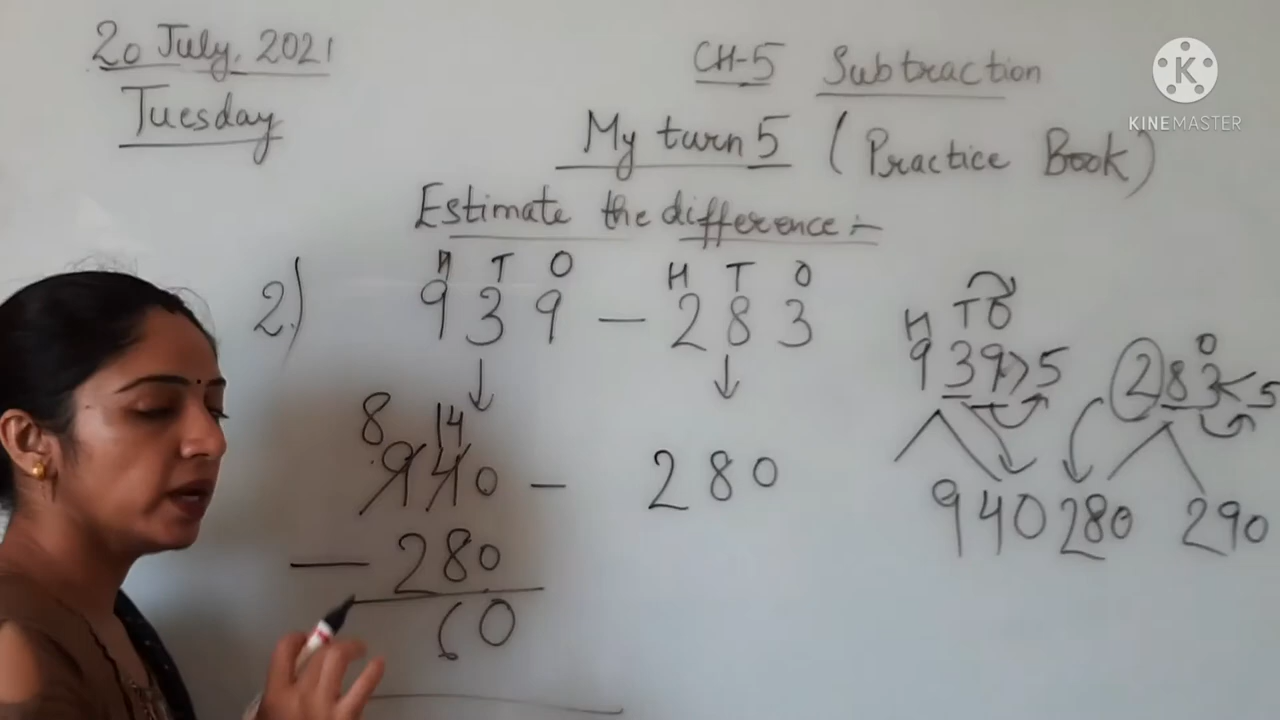 20 July, 2021
Tuesday
CH-5 Subtraction
My turn 5 (Practice Book)
Estimate the difference :-
H T O H T O
2.) 939 - 283
8 14
940 - 280
- 280
60
H T O
939 > 5
940
O
283 < 5
280 290
K
KINEMASTER